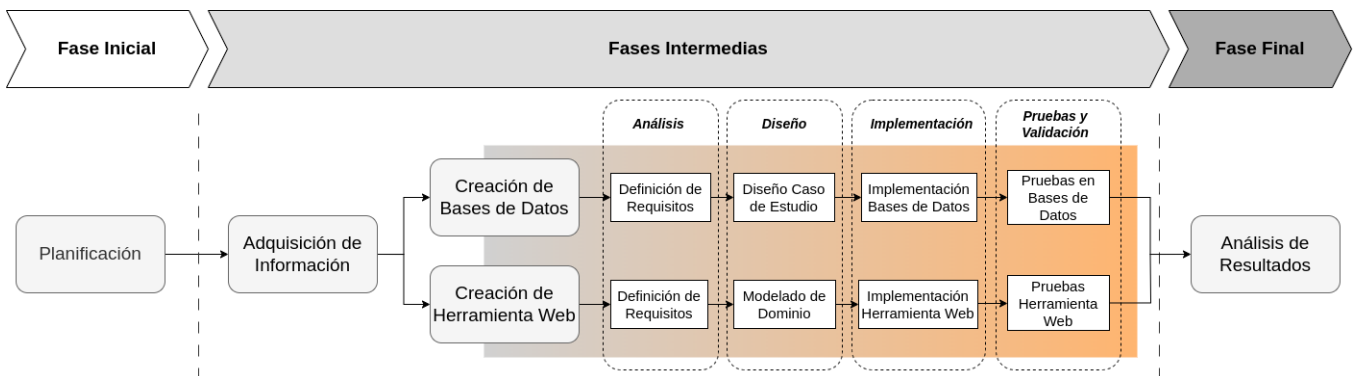 Fase Inicial
Fases Intermedias
Fase Final
Análisis
Diseño
Implementación
Pruebas y
Validación
Planificación
Adquisición de
Información
Creación de
Bases de Datos
Definición de
Requisitos
Diseño Caso
de Estudio
Implementación
Bases de Datos
Pruebas en
Bases de
Datos
Creación de
Herramienta Web
Definición de
Requisitos
Modelado de
Dominio
Implementación
Herramienta Web
Pruebas
Herramienta
Web
Análisis de
Resultados